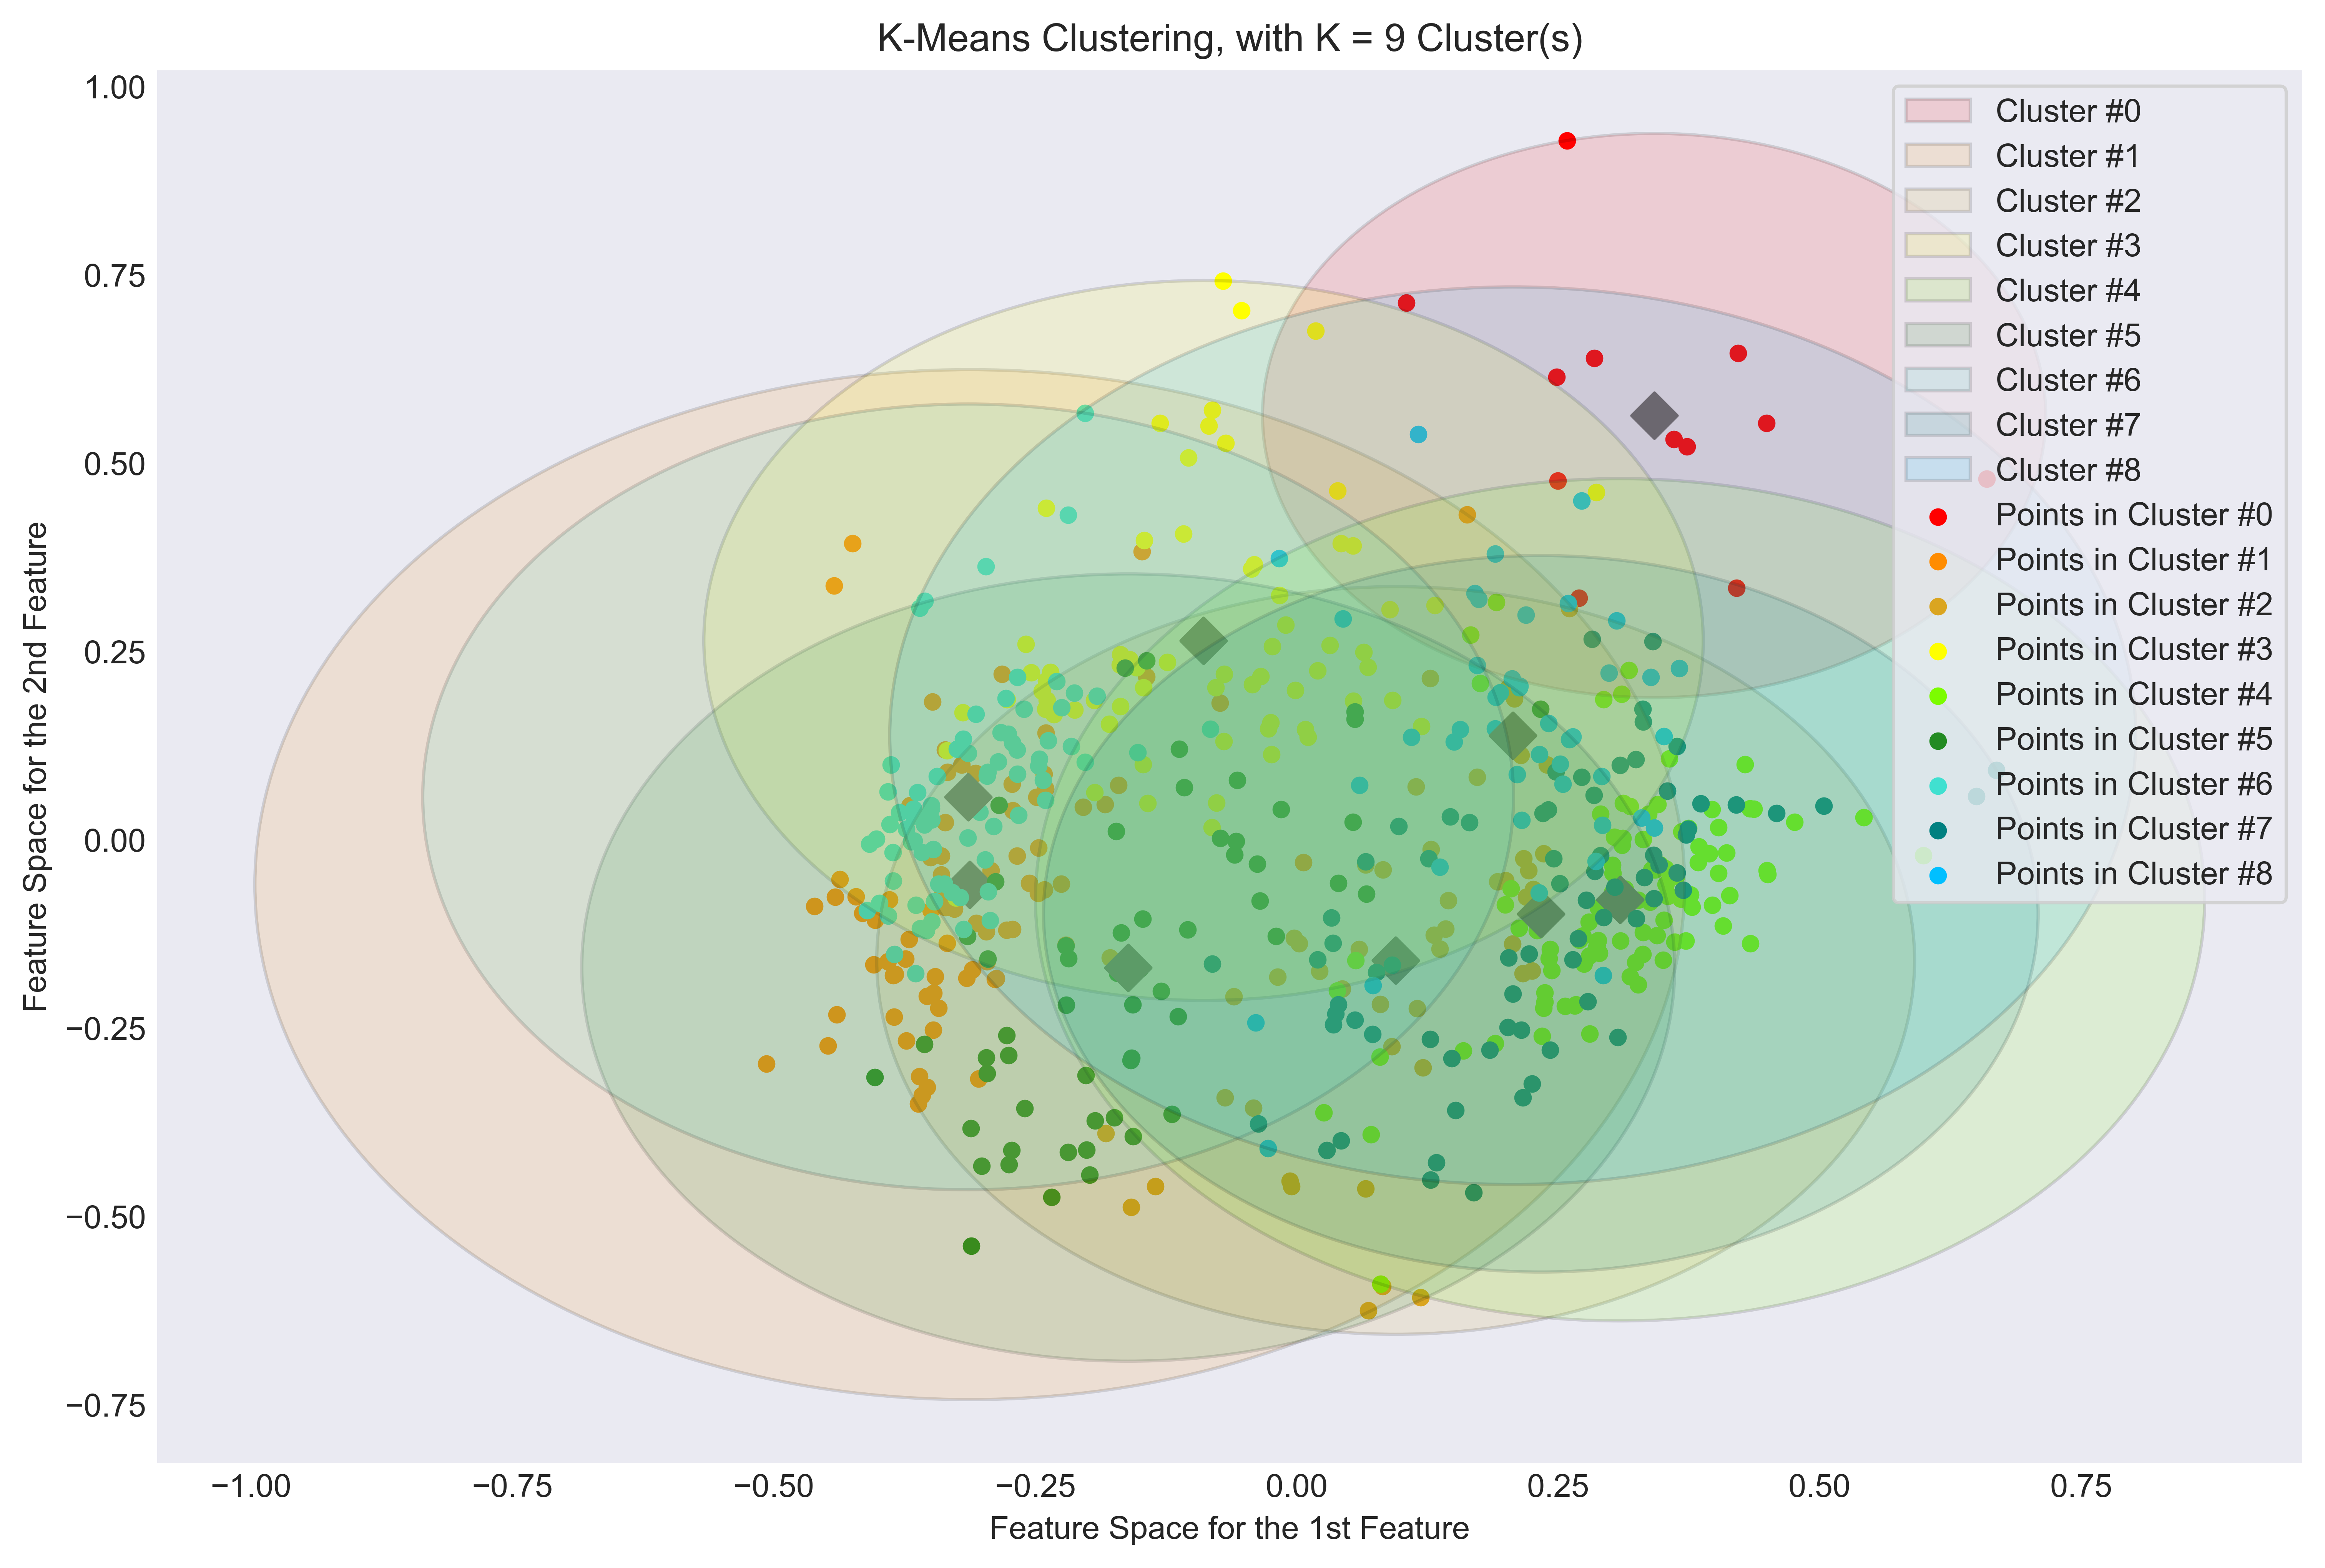 K-Means Clustering, with K = 9 Cluster(s)
1.00
0.75
0.50
0.25
0.00
−0.25
−0.50
−0.75
Feature Space for the 2nd Feature
Cluster #0
Cluster #1
Cluster #2
Cluster #3
Cluster #4
Cluster #5
Cluster #6
Cluster #7
Cluster #8
Points in Cluster #0
Points in Cluster #1
Points in Cluster #2
Points in Cluster #3
Points in Cluster #4
Points in Cluster #5
Points in Cluster #6
Points in Cluster #7
Points in Cluster #8
−1.00 −0.75 −0.50 −0.25 0.00 0.25 0.50 0.75
Feature Space for the 1st Feature